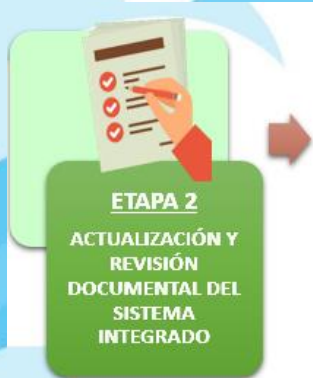 ETAPA 2
ACTUALIZACIÓN Y
REVISIÓN
DOCUMENTAL DEL
SISTEMA
INTEGRADO